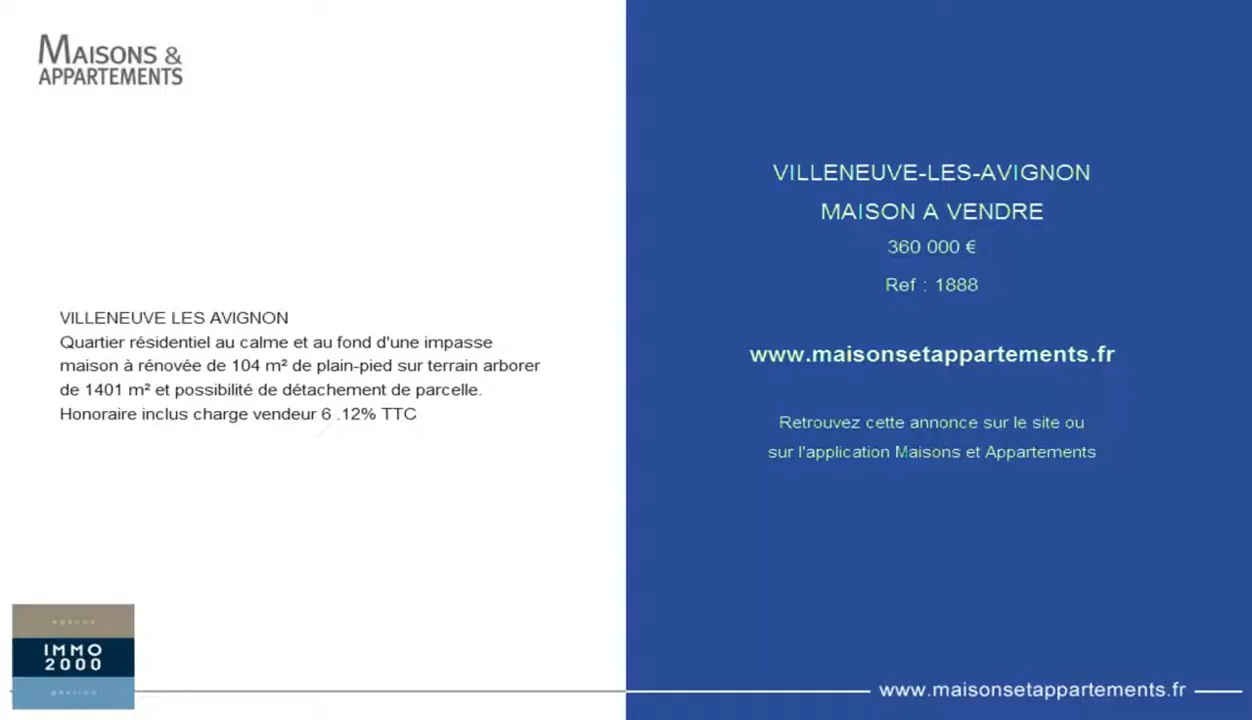 MAISONS &
APPARTEMENTS
VILLENEUVE LES AVIGNON
Quartier résidentiel au calme et au fond d'une impasse
maison à rénovée de 104 m² de plain-pied sur terrain arborer
de 1401 m² et possibilité de détachement de parcelle.
Honoraire inclus charge vendeur 6 .12% TTC
IMMO
2000
VILLENEUVE-LES-AVIGNON
MAISON A VENDRE
360 000 €
Ref : 1888
www.maisonsetappartements.fr
Retrouvez cette annonce sur le site ou
sur l'application Maisons et Appartements
www.maisonsetappartements.fr